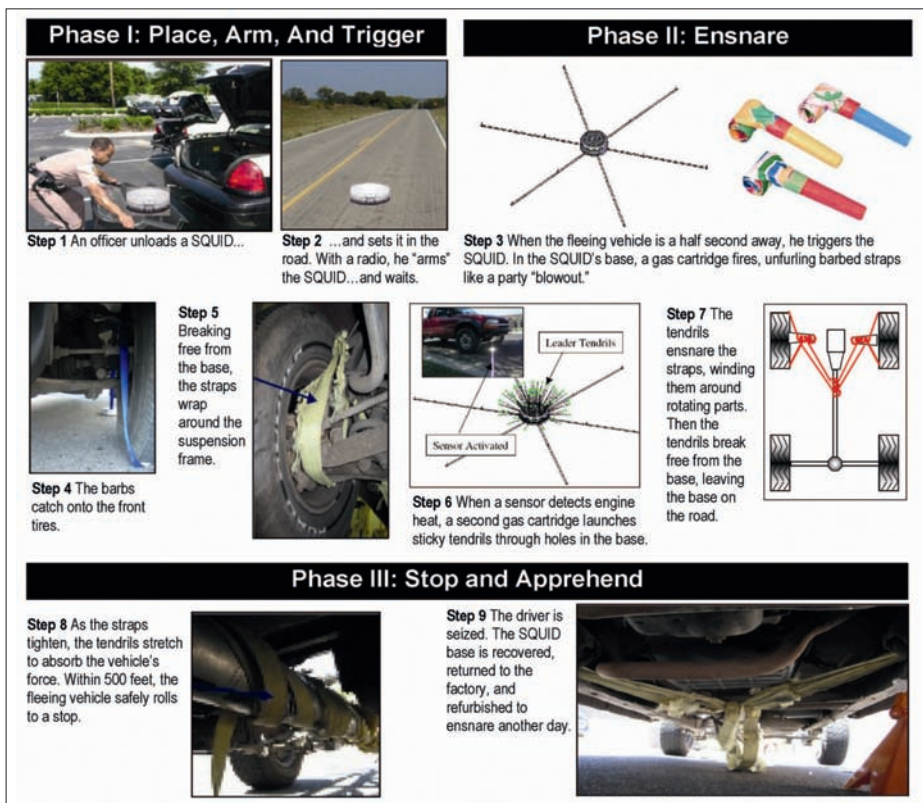 Phase I: Place, Arm, And Trigger
Step 1 An officer unloads a SQUID…
Step 2 …and sets it in the
road. With a radio, he “arms”
the SQUID…and waits.
Phase II: Ensnare
Step 3 When the fleeing vehicle is a half second away, he triggers the
SQUID. In the SQUID’s base, a gas cartridge fires, unfurling barbed straps
like a party “blowout.”
Step 4 The barbs
catch onto the front
tires.
Step 5
Breaking
free from
the base,
the straps
wrap
around the
suspension
frame.
Leader Tendrils
Sensor Activated
Step 6 When a sensor detects engine
heat, a second gas cartridge launches
sticky tendrils through holes in the base.
Step 7 The
tendrils
ensnare the
straps, winding
them around
rotating parts.
Then the
tendrils break
free from the
base, leaving
the base on
the road.
Phase III: Stop and Apprehend
Step 8 As the straps
tighten, the tendrils stretch
to absorb the vehicle’s
force. Within 500 feet, the
fleeing vehicle safely rolls
to a stop.
Step 9 The driver is
seized. The SQUID
base is recovered,
returned to the
factory, and
refurbished to
ensnare another day.